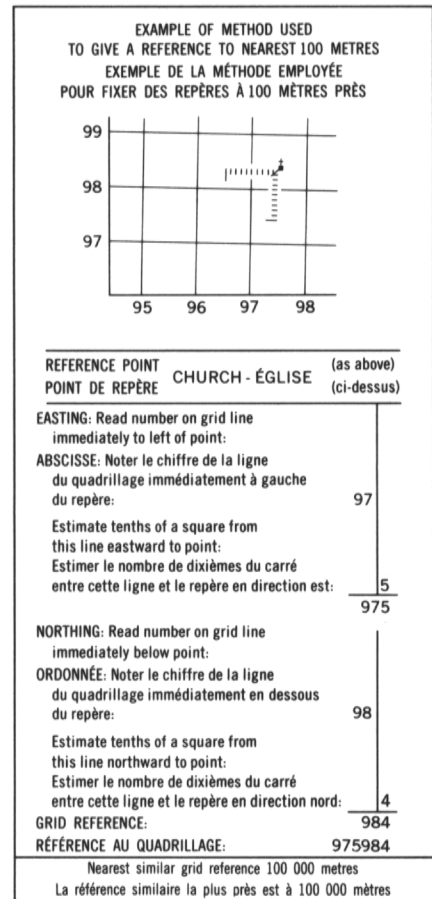 EXAMPLE OF METHOD USED
TO GIVE A REFERENCE TO NEAREST 100 METRES
EXEMPLE DE LA MÉTHODE EMPLOYÉE
POUR FIXER DES REPÈRES À 100 MÈTRES PRÈS
99
98
97
95 96 97 98
REFERENCE POINT
POINT DE REPÈRE
CHURCH - ÉGLISE
(as above)
(ci-dessus)
EASTING: Read number on grid line
immediately to left of point:
ABSCISSE: Noter le chiffre de la ligne
du quadrillage immédiatement à gauche
du repère: 97
Estimate tenths of a square from
this line eastward to point:
Estimer le nombre de dixièmes du carré
entre cette ligne et le repère en direction est: 5
975
NORTHING: Read number on grid line
immediately below point:
ORDONNÉE: Noter le chiffre de la ligne
du quadrillage immédiatement en dessous
du repère: 98
Estimate tenths of a square from
this line northward to point:
Estimer le nombre de dixièmes du carré
entre cette ligne et le repère en direction nord: 4
GRID REFERENCE: 984
RÉFÉRENCE AU QUADRILLAGE: 975984
Nearest similar grid reference 100 000 metres
La référence similaire la plus près est à 100 000 mètres